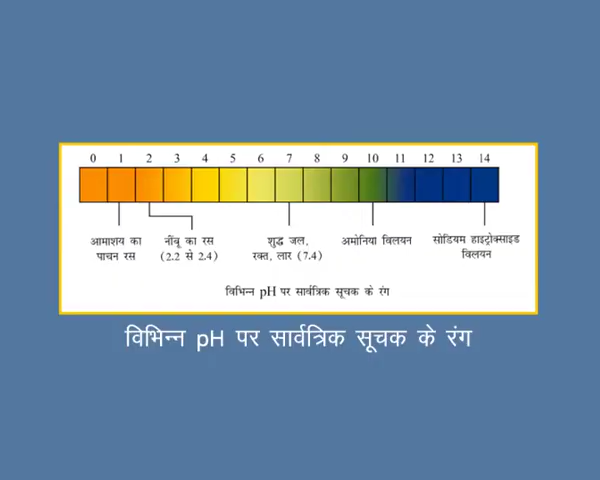 0 1 2 3 4 5 6 7 8 9 10 11 12 13 14
आमाशय का
पाचन रस
नींबू का रस
(2.2 से 2.4)
शुद्ध जल,
रक्त, लार (7.4)
अमोनिया विलयन
सोडियम हाइट्रोक्साइड
विलयन
विभिन्न pH पर सार्वत्रिक सूचक के रंग
विभिन्न pH पर सार्वत्रिक सूचक के रंग